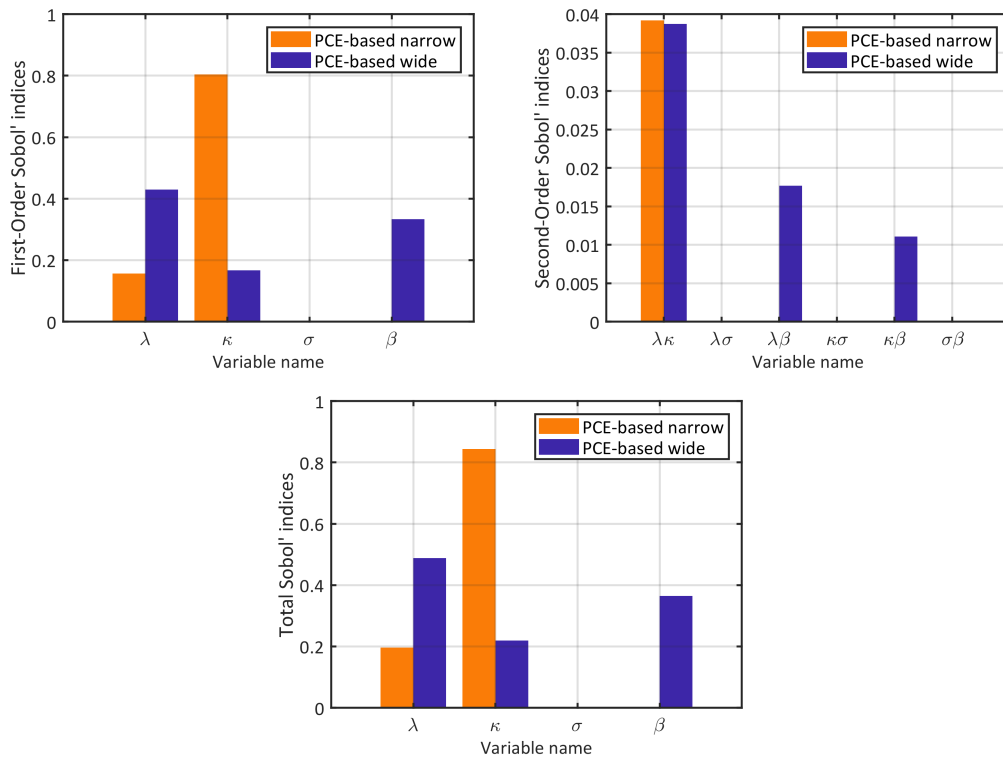 First-Order Sobol' indices
1
0.8
0.6
0.4
0.2
0
PCE-based narrow
PCE-based wide
λ κ σ β
Variable name
Second-Order Sobol' indices
0.04
0.035
0.03
0.025
0.02
0.015
0.01
0.005
0
PCE-based narrow
PCE-based wide
λκ λσ λβ κσ κβ σβ
Variable name
Total Sobol' indices
1
0.8
0.6
0.4
0.2
0
PCE-based narrow
PCE-based wide
λ κ σ β
Variable name